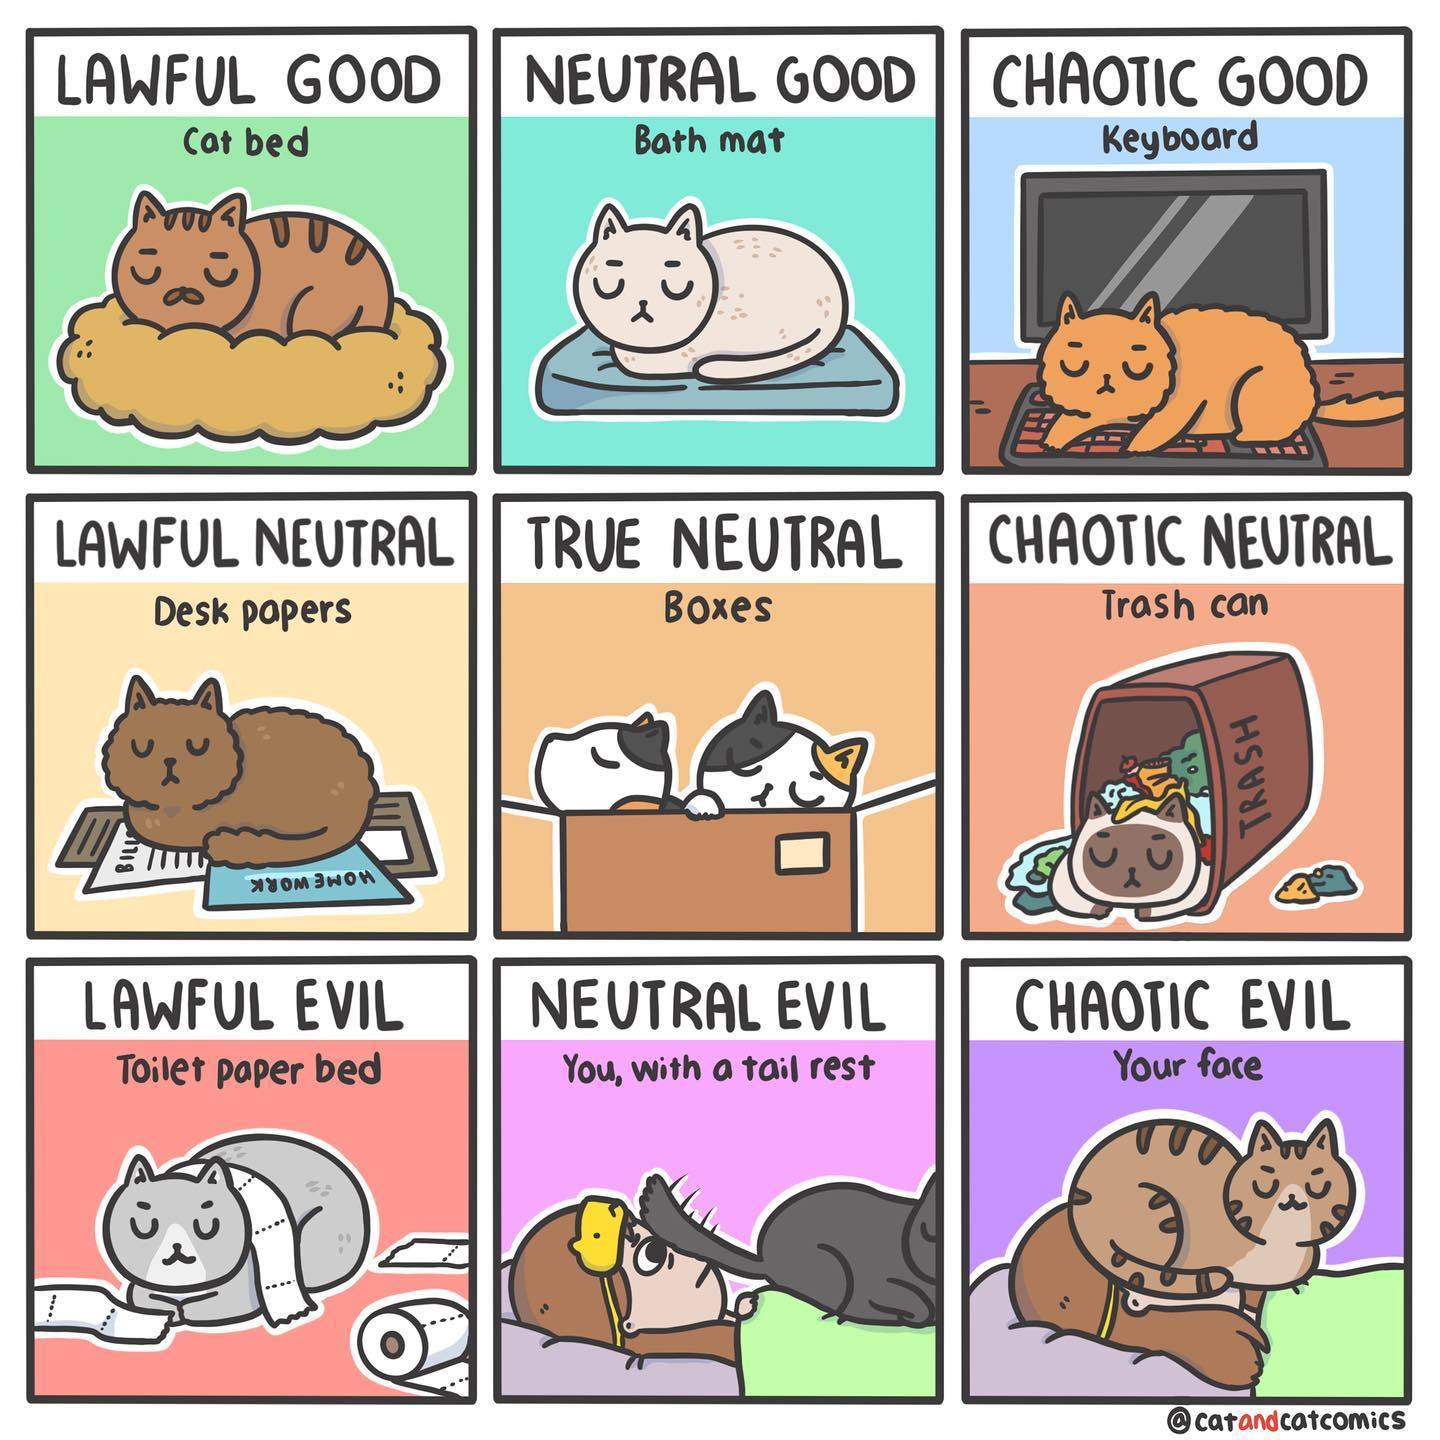 LAWFUL GOOD
Cat bed
NEUTRAL GOOD
Bath mat
CHAOTIC GOOD
Keyboard
LAWFUL NEUTRAL
Desk papers
BILL
HOMEWORK
TRUE NEUTRAL
Boxes
CHAOTIC NEUTRAL
Trash can
TRASH
LAWFUL EVIL
Toilet paper bed
NEUTRAL EVIL
You, with a tail rest
CHAOTIC EVIL
Your face
@catandcatcomics